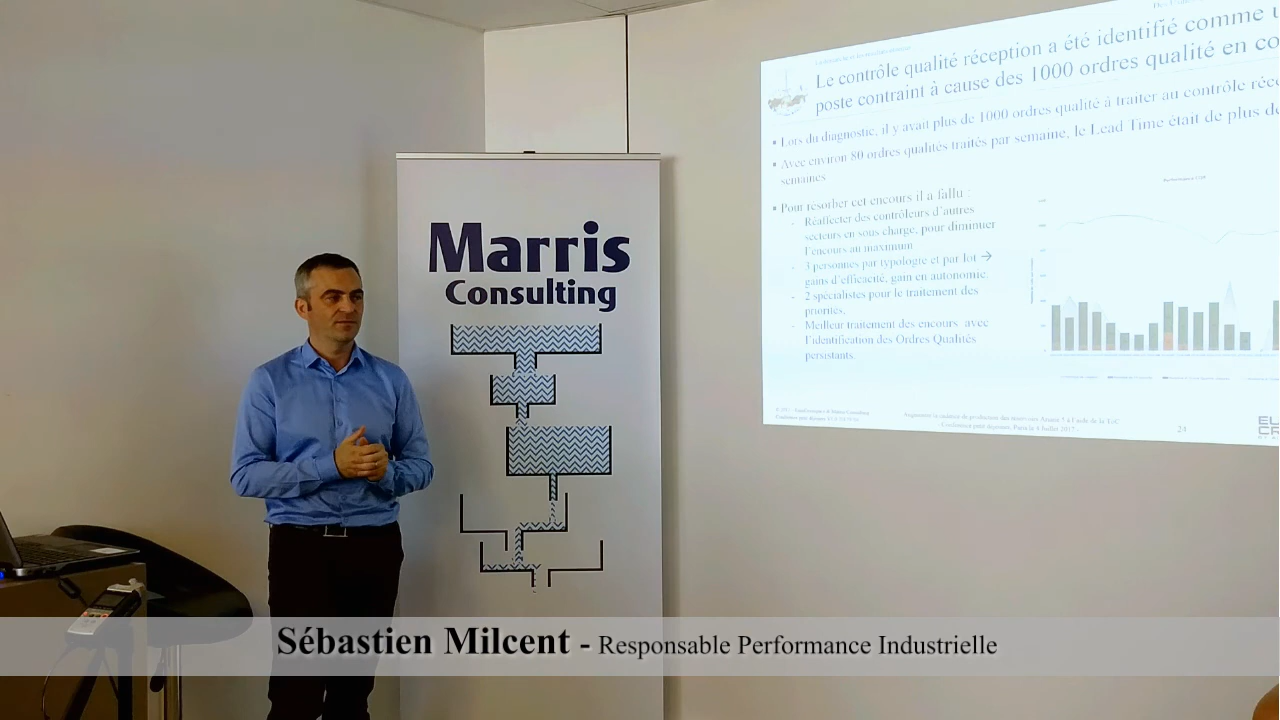 Marris
Consulting
Le contrôle qualité réception a été identifié comme
poste contraint à cause des 1000 ordres qualité en
Lors du diagnostic, il y avait plus de 1000 ordres qualité à traiter au contrôle
Avec environ 80 ordres qualités traités par semaine, le Lead Time était de plus de
semaines
Pour résorber cet encours il a fallu :
- Réaffecter des contrôleurs d’autres
secteurs en sous charge, pour diminuer
l’encours au maximum
- 3 personnes par typologie et par lot →
gains d’efficacité, gain en autonomie.
- 2 spécialistes pour le traitement des
priorités,
- Meilleur traitement des encours avec
l’identification des Ordres Qualités
persistants.
24
Sébastien Milcent - Responsable Performance Industrielle